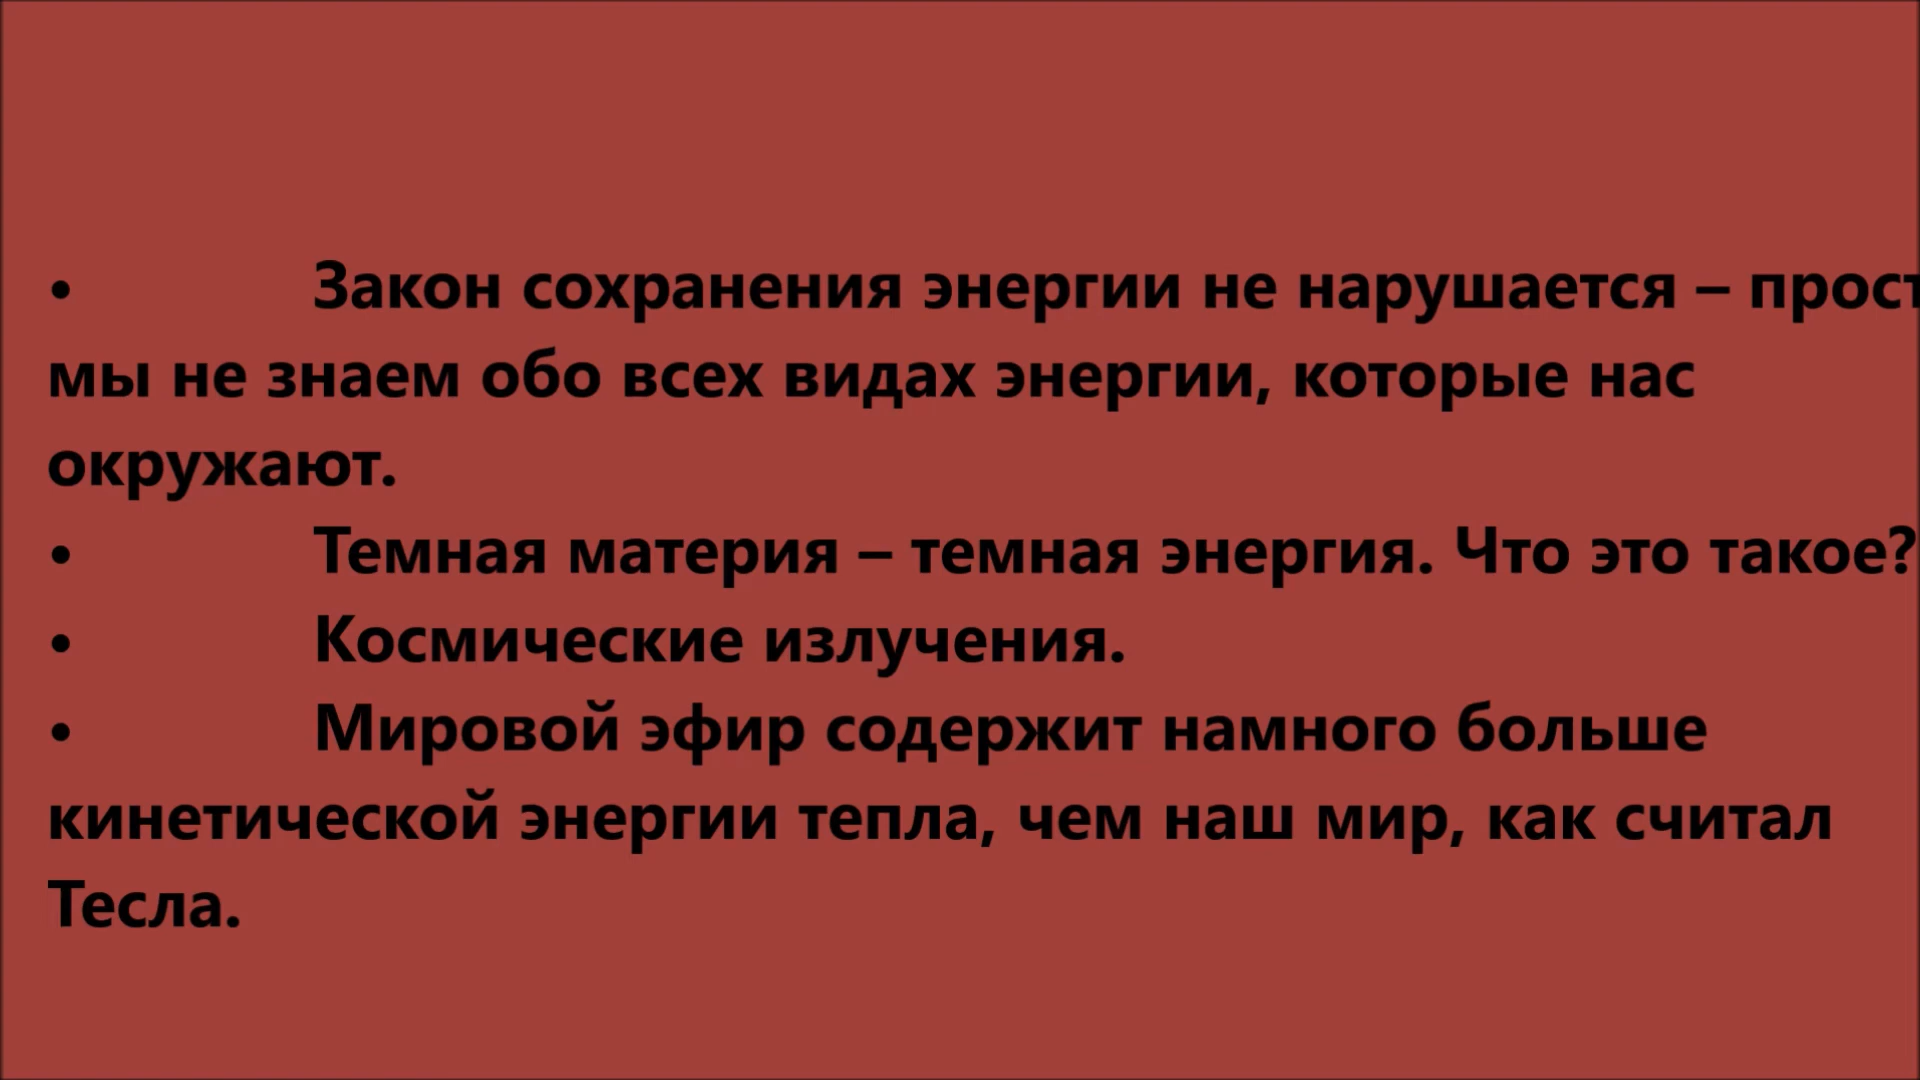 • Закон сохранения энергии не нарушается – прост
мы не знаем обо всех видах энергии, которые нас
окружают.
• Темная материя – темная энергия. Что это такое?
• Космические излучения.
• Мировой эфир содержит намного больше
кинетической энергии тепла, чем наш мир, как считал
Тесла.